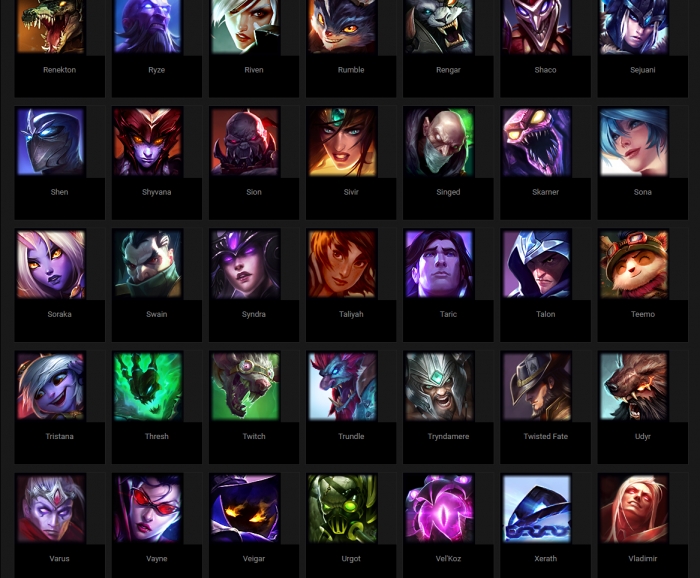 Renekton
Ryze
Riven
Rumble
Rengar
Shaco
Sejuani
Shen
Shyvana
Sion
Sivir
Singed
Skarner
Sona
Soraka
Swain
Syndra
Taliyah
Taric
Talon
Teemo
Tristana
Thresh
Twitch
Trundle
Tryndamere
Twisted Fate
Udyr
Varus
Vayne
Veigar
Urgot
Vel'Koz
Xerath
Vladimir